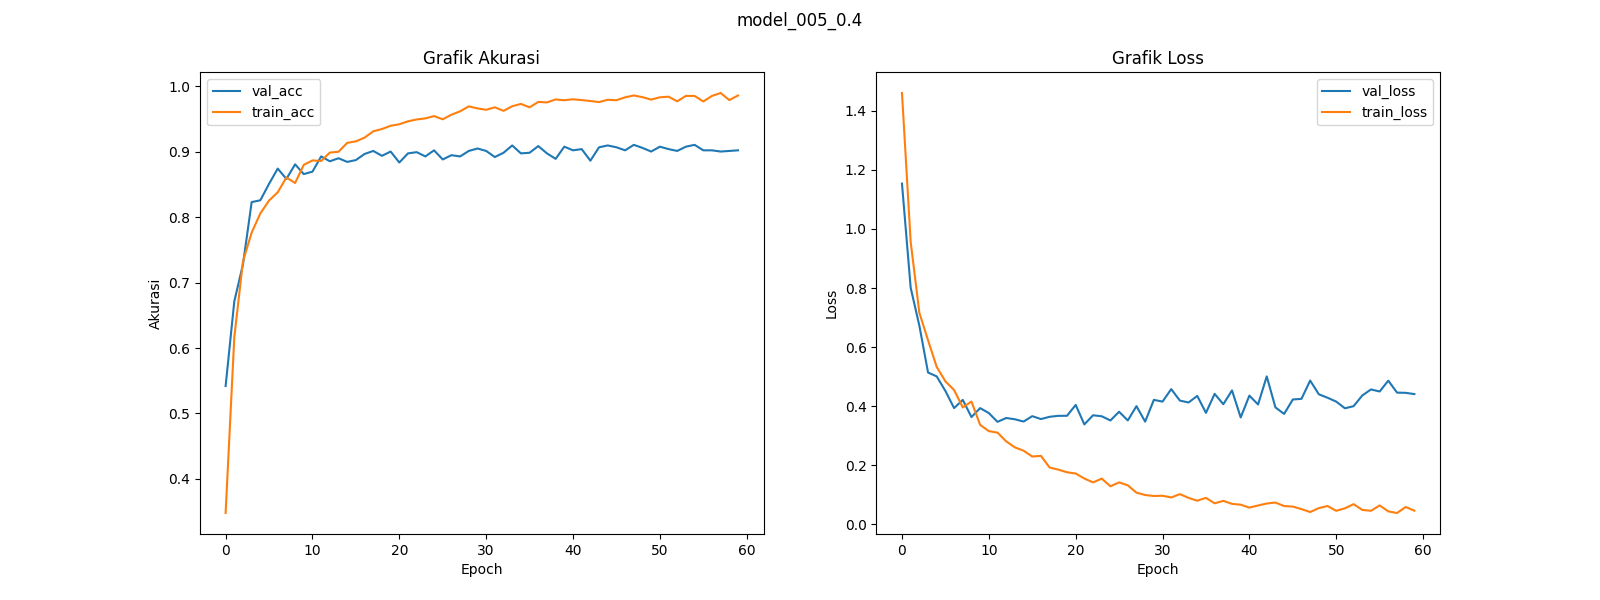 model_005_0.4
Grafik Akurasi
val_acc
train_acc
1.0
0.9
0.8
0.7
0.6
0.5
0.4
Akurasi
0 10 20 30 40 50 60
Epoch
Grafik Loss
val_loss
train_loss
1.4
1.2
1.0
0.8
0.6
0.4
0.2
0.0
Loss
0 10 20 30 40 50 60
Epoch